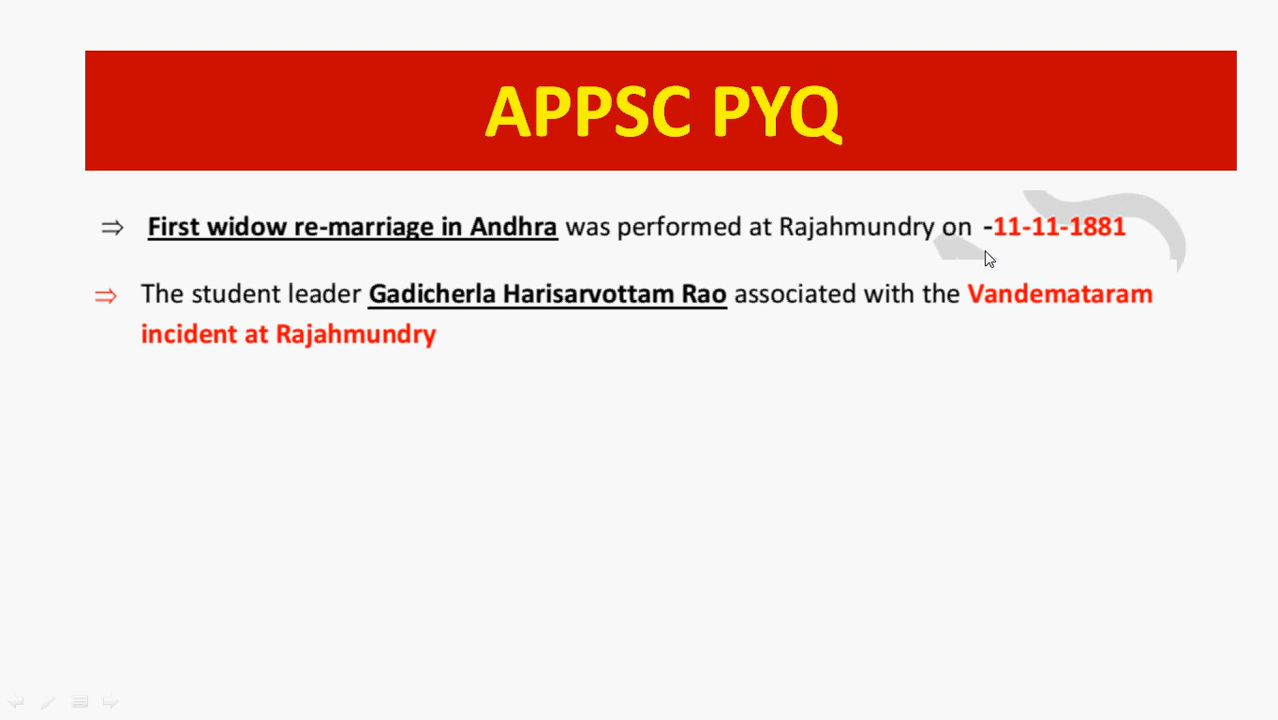 APPSC PYQ
⇒ First widow re-marriage in Andhra was performed at Rajahmundry on -11-11-1881
⇒ The student leader Gadicherla Harisarvottam Rao associated with the Vandemataram
incident at Rajahmundry